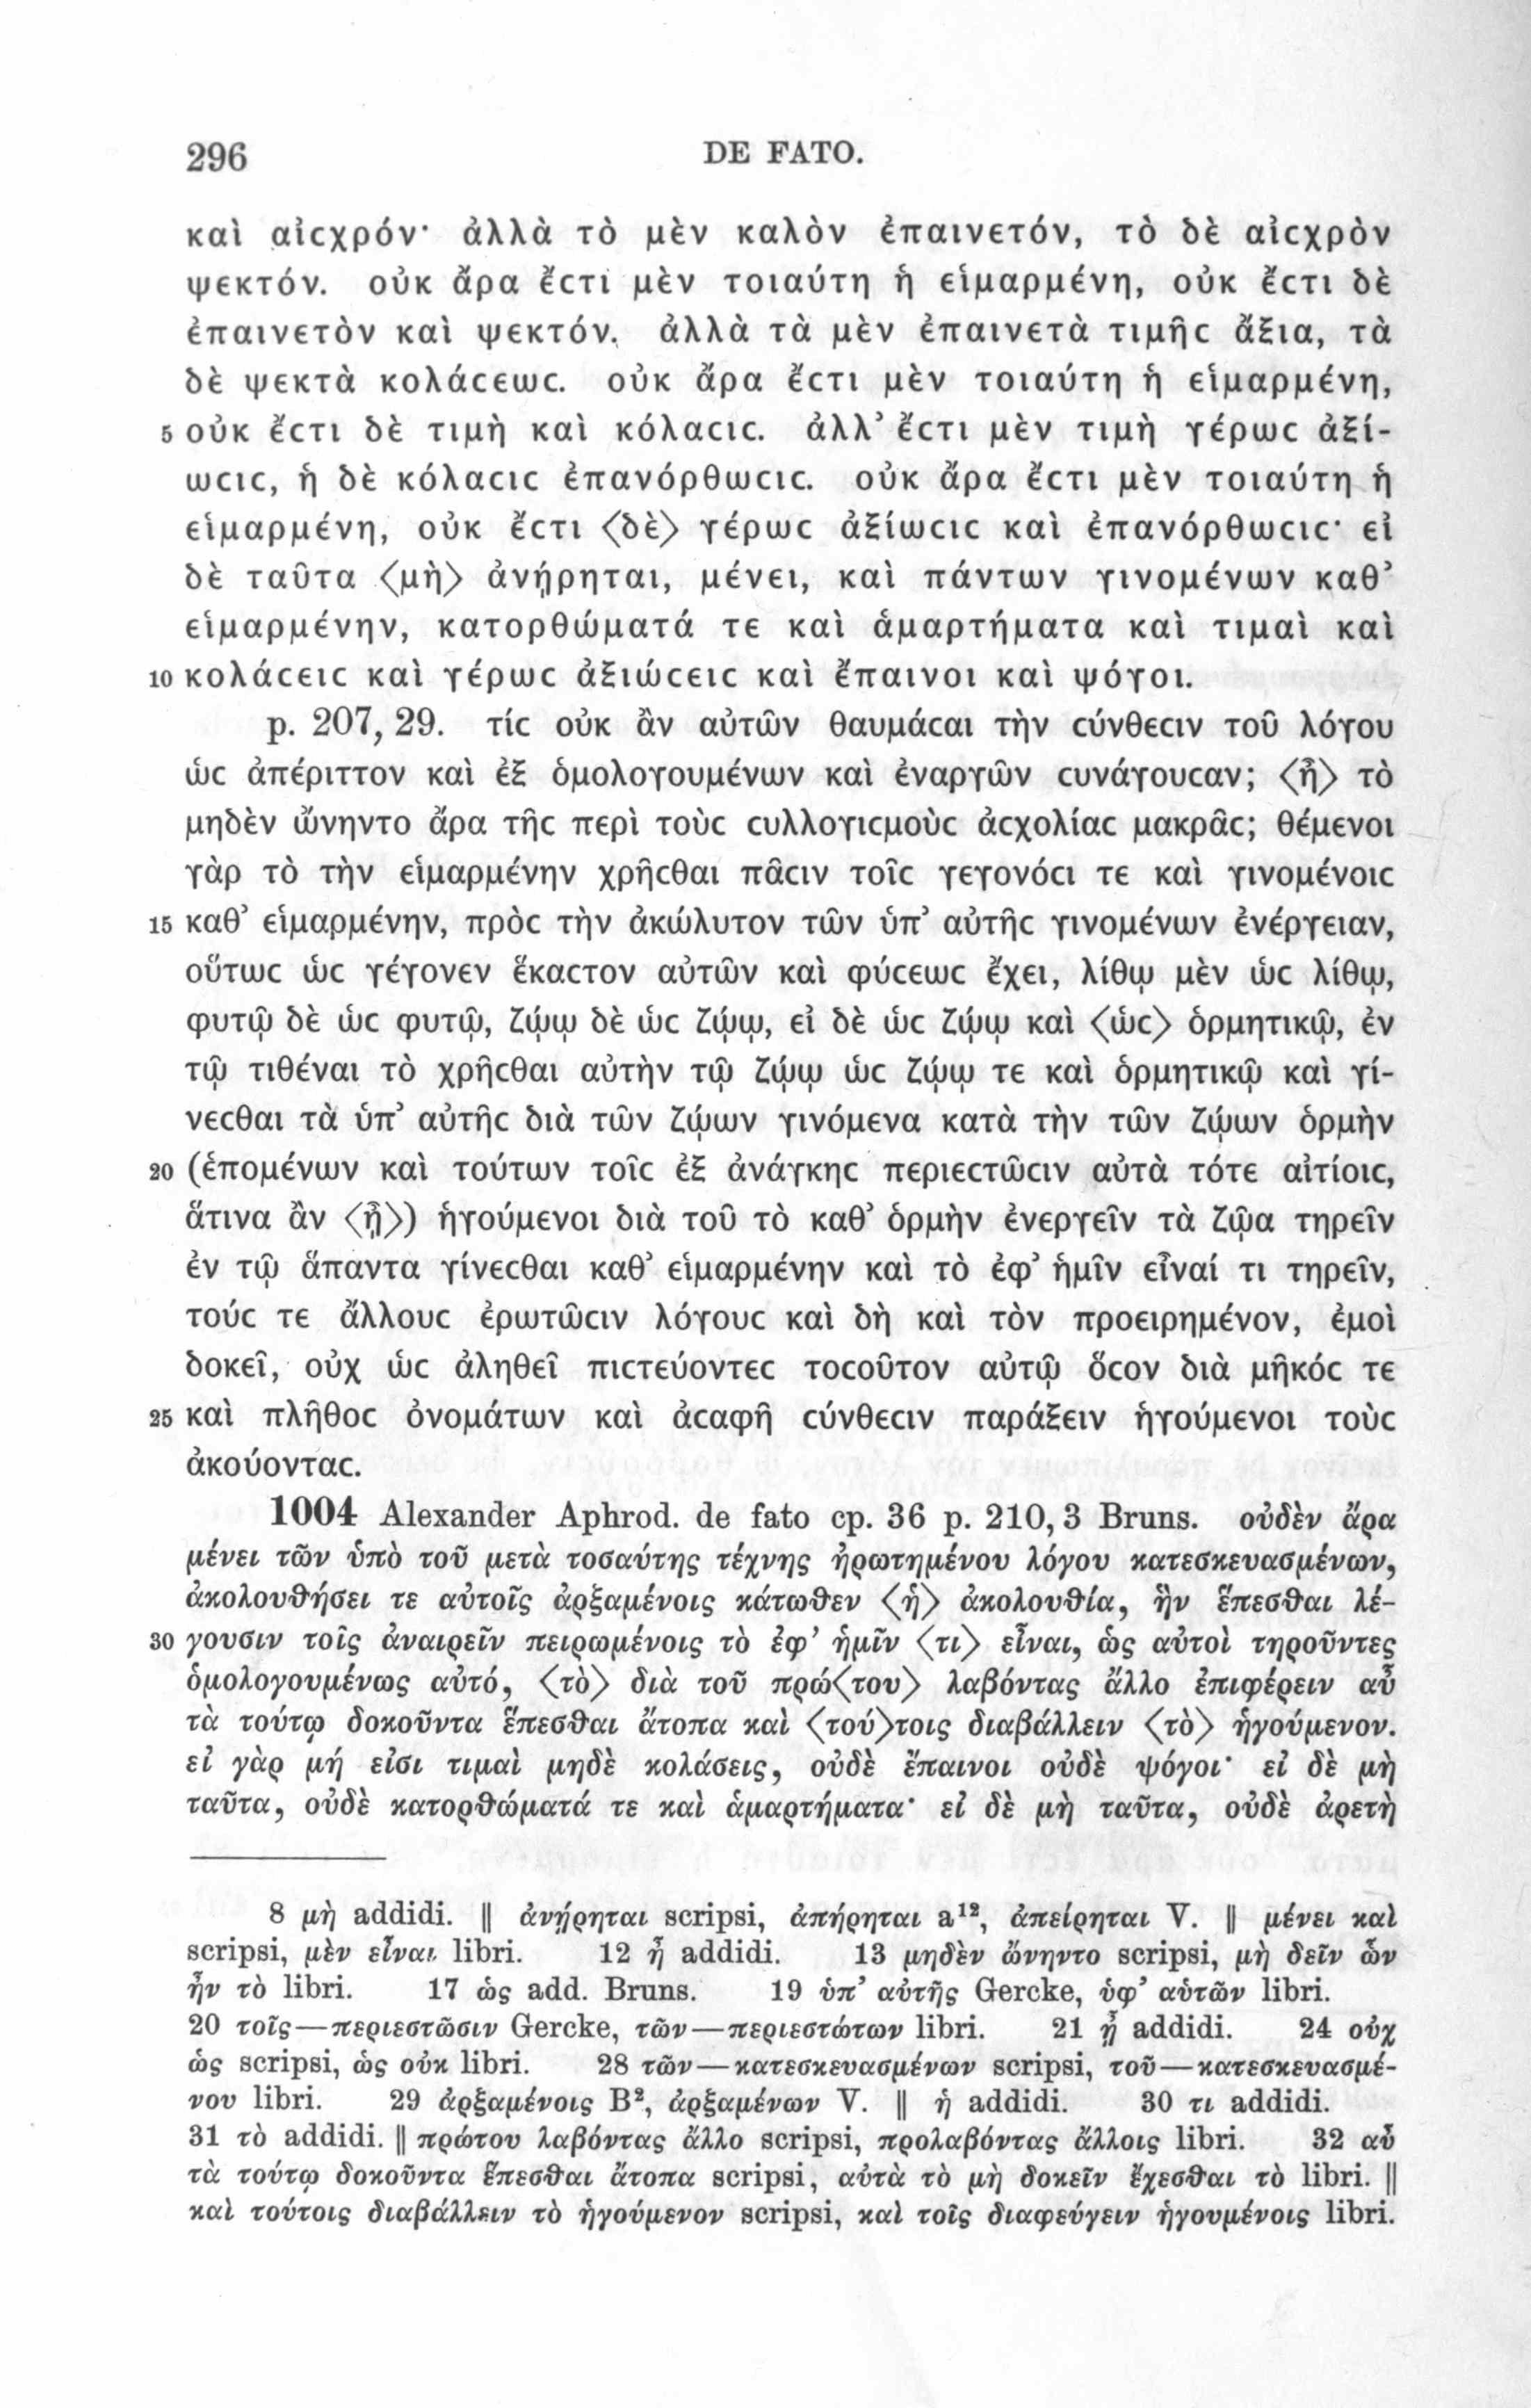 296 DE FATO.
καὶ αἰϲχρόν· ἀλλὰ τὸ μὲν καλὸν ἐπαινετόν, τὸ δὲ αἰϲχρὸν
ψεκτόν. οὐκ ἄρα ἔϲτι μὲν τοιαύτη ἡ εἱμαρμένη, οὐκ ἔϲτι δὲ
ἐπαινετὸν καὶ ψεκτόν. ἀλλὰ τὰ μὲν ἐπαινετὰ τιμῆϲ ἄξια, τὰ
δὲ ψεκτὰ κολάϲεωϲ. οὐκ ἄρα ἔϲτι μὲν τοιαύτη ἡ εἱμαρμένη,
5 οὐκ ἔϲτι δὲ τιμὴ καὶ κόλαϲιϲ. ἀλλ’ ἔϲτι μὲν τιμὴ γέρωϲ ἀξί-
ωϲιϲ, ἡ δὲ κόλαϲιϲ ἐπανόρθωϲιϲ. οὐκ ἄρα ἔϲτι μὲν τοιαύτη ἡ
εἱμαρμένη, οὐκ ἔϲτι 〈δὲ〉 γέρωϲ ἀξίωϲιϲ καὶ ἐπανόρθωϲιϲ· εἰ
δὲ ταῦτα 〈μὴ〉 ἀνῄρηται, μένει, καὶ πάντων γινομένων καθ’
εἱμαρμένην, κατορθώματά τε καὶ ἁμαρτήματα καὶ τιμαὶ καὶ
10 κολάϲειϲ καὶ γέρωϲ ἀξιώϲειϲ καὶ ἔπαινοι καὶ ψόγοι.
p. 207, 29. τίϲ οὐκ ἂν αὐτῶν θαυμάϲαι τὴν ϲύνθεϲιν τοῦ λόγου
ὡϲ ἀπέριττον καὶ ἐξ ὁμολογουμένων καὶ ἐναργῶν ϲυνάγουϲαν; 〈ἦ〉 τὸ
μηδὲν ὤνηντο ἄρα τῆϲ περὶ τοὺϲ ϲυλλογιϲμοὺϲ ἀϲχολίαϲ μακρᾶϲ; θέμενοι
γὰρ τὸ τὴν εἱμαρμένην χρῆϲθαι πᾶϲιν τοῖϲ γεγονόϲι τε καὶ γινομένοιϲ
15 καθ’ εἱμαρμένην, πρὸϲ τὴν ἀκώλυτον τῶν ὑπ’ αὐτῆϲ γινομένων ἐνέργειαν,
οὕτωϲ ὡϲ γέγονεν ἕκαϲτον αὐτῶν καὶ φύϲεωϲ ἔχει, λίθῳ μὲν ὡϲ λίθῳ,
φυτῷ δὲ ὡϲ φυτῷ, ζῴῳ δὲ ὡϲ ζῴῳ, εἰ δὲ ὡϲ ζῴῳ καὶ 〈ὡϲ〉 ὁρμητικῷ, ἐν
τῷ τιθέναι τὸ χρῆϲθαι αὐτὴν τῷ ζῴῳ ὡϲ ζῴῳ τε καὶ ὁρμητικῷ καὶ γί-
νεϲθαι τὰ ὑπ’ αὐτῆϲ διὰ τῶν ζῴων γινόμενα κατὰ τὴν τῶν ζῴων ὁρμὴν
20 (ἑπομένων καὶ τούτων τοῖϲ ἐξ ἀνάγκηϲ περιεϲτῶϲιν αὐτὰ τότε αἰτίοιϲ,
ἅτινα ἂν 〈ᾖ〉) ἡγούμενοι διὰ τοῦ τὸ καθ’ ὁρμὴν ἐνεργεῖν τὰ ζῷα τηρεῖν
ἐν τῷ ἅπαντα γίνεϲθαι καθ’ εἱμαρμένην καὶ τὸ ἐφ’ ἡμῖν εἶναί τι τηρεῖν,
τούϲ τε ἄλλουϲ ἐρωτῶϲιν λόγουϲ καὶ δὴ καὶ τὸν προειρημένον, ἐμοὶ
δοκεῖ, οὐχ ὡϲ ἀληθεῖ πιϲτεύοντεϲ τοϲοῦτον αὐτῷ ὅϲον διὰ μῆκόϲ τε
25 καὶ πλῆθοϲ ὀνομάτων καὶ ἀϲαφῆ ϲύνθεϲιν παράξειν ἡγούμενοι τοὺϲ
ἀκούονταϲ.
1004 Alexander Aphrod. de fato cp. 36 p. 210, 3 Bruns. οὐδὲν ἄρα
μένει τῶν ὑπὸ τοῦ μετὰ τοσαύτης τέχνης ἠρωτημένου λόγου κατεσκευασμένων,
ἀκολουθήσει τε αὐτοῖς ἀρξαμένοις κάτωθεν 〈ἡ〉 ἀκολουθία, ἣν ἕπεσθαι λέ-
30 γουσιν τοῖς ἀναιρεῖν πειρωμένοις τὸ ἐφ’ ἡμῖν 〈τι〉 εἶναι, ὡς αὐτοὶ τηροῦντες
ὁμολογουμένως αὐτό, 〈τὸ〉 διὰ τοῦ πρώ〈του〉 λαβόντας ἄλλο ἐπιφέρειν αὖ
τὰ τούτῳ δοκοῦντα ἕπεσθαι ἄτοπα καὶ 〈τού〉τοις διαβάλλειν 〈τὸ〉 ἡγούμενον.
εἰ γὰρ μή εἰσι τιμαὶ μηδὲ κολάσεις, οὐδὲ ἔπαινοι οὐδὲ ψόγοι· εἰ δὲ μὴ
ταῦτα, οὐδὲ κατορθώματά τε καὶ ἁμαρτήματα· εἰ δὲ μὴ ταῦτα, οὐδὲ ἀρετὴ
8 μὴ addidi. ‖ ἀνῄρηται scripsi, ἀπήρηται a¹², ἀπείρηται V. ‖ μένει καὶ
scripsi, μὲν εἶναι libri. 12 ἦ addidi. 13 μηδὲν ὤνηντο scripsi, μὴ δεῖν ὧν
ἦν τὸ libri. 17 ὡς add. Bruns. 19 ὑπ’ αὐτῆς Gercke, ὑφ’ αὑτῶν libri.
20 τοῖς—περιεστῶσιν Gercke, τῶν—περιεστώτων libri. 21 ᾖ addidi. 24 οὐχ
ὡς scripsi, ὡς οὐκ libri. 28 τῶν—κατεσκευασμένων scripsi, τοῦ—κατεσκευασμέ-
νου libri. 29 ἀρξαμένοις B², ἀρξαμένων V. ‖ ἡ addidi. 30 τι addidi.
31 τὸ addidi. ‖ πρώτου λαβόντας ἄλλο scripsi, προλαβόντας ἄλλοις libri. 32 αὖ
τὰ τούτῳ δοκοῦντα ἕπεσθαι ἄτοπα scripsi, αὐτὰ τὸ μὴ δοκεῖν ἔχεσθαι τὸ libri. ‖
καὶ τούτοις διαβάλλειν τὸ ἡγούμενον scripsi, καὶ τοῖς διαφεύγειν ἡγουμένοις libri.